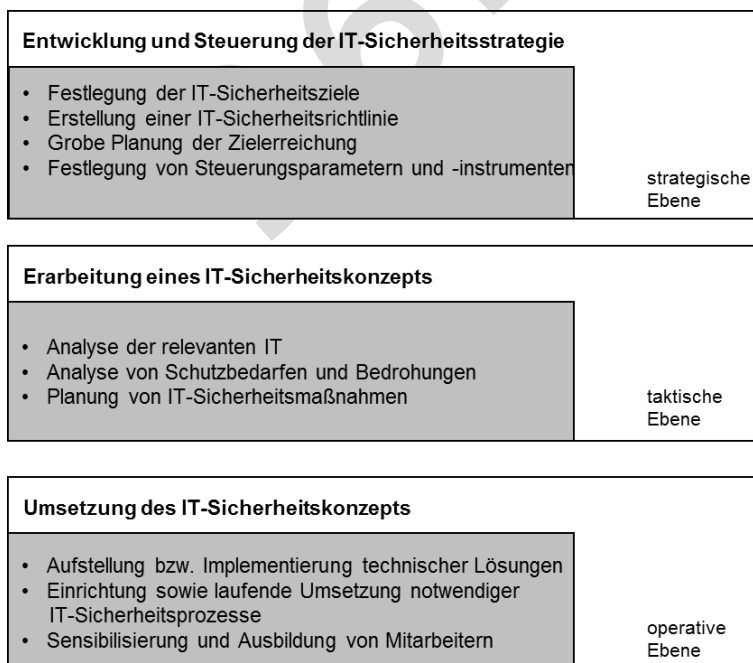 Entwicklung und Steuerung der IT-Sicherheitsstrategie
• Festlegung der IT-Sicherheitsziele
• Erstellung einer IT-Sicherheitsrichtlinie
• Grobe Planung der Zielerreichung
• Festlegung von Steuerungsparametern und -instrumenten
strategische
Ebene
Erarbeitung eines IT-Sicherheitskonzepts
• Analyse der relevanten IT
• Analyse von Schutzbedarfen und Bedrohungen
• Planung von IT-Sicherheitsmaßnahmen
taktische
Ebene
Umsetzung des IT-Sicherheitskonzepts
• Aufstellung bzw. Implementierung technischer Lösungen
• Einrichtung sowie laufende Umsetzung notwendiger
IT-Sicherheitsprozesse
• Sensibilisierung und Ausbildung von Mitarbeitern
operative
Ebene